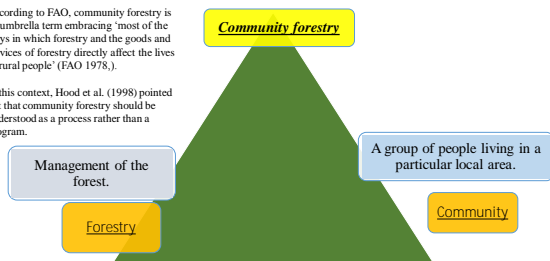 Community forestry
cording to FAO, community forestry is
umbrella term embracing ‘most of the
ys in which forestry and the goods and
vices of forestry directly affect the lives
rural people’ (FAO 1978,).
this context, Hood et al. (1998) pointed
t that community forestry should be
derstood as a process rather than a
ogram.
Management of the
forest.
Forestry
A group of people living in a
particular local area.
Community